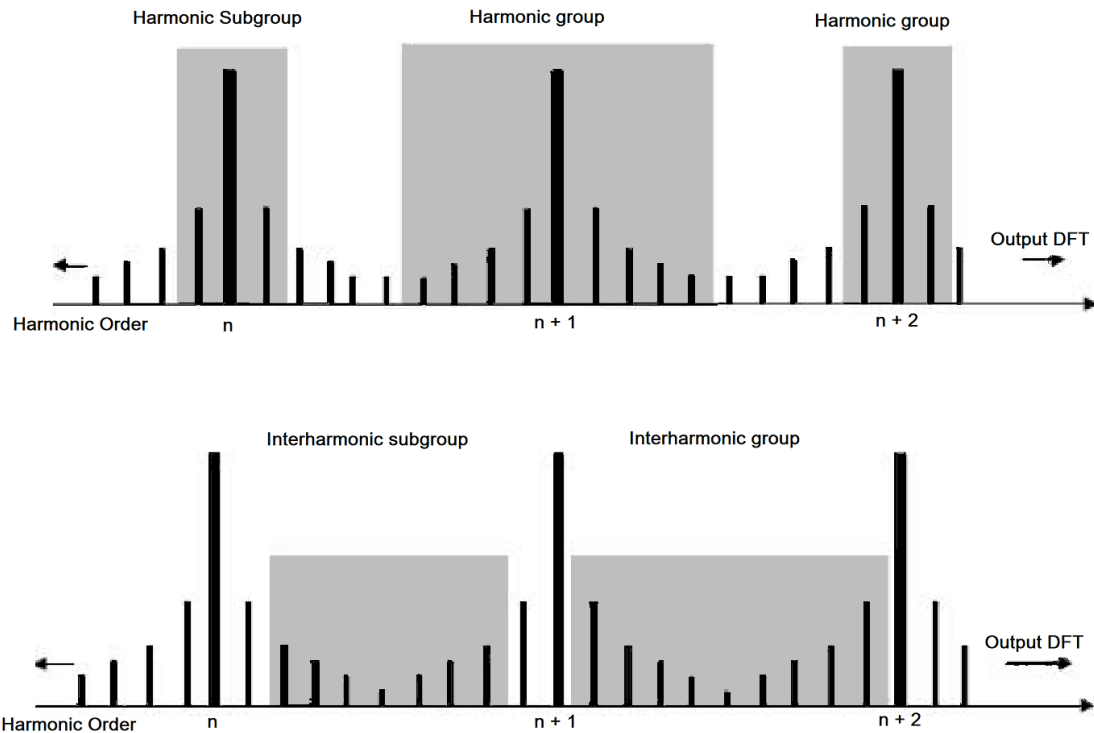 Harmonic Subgroup
Harmonic group
Harmonic group
Output DFT
Harmonic Order
n
n + 1
n + 2
Interharmonic subgroup
Interharmonic group
Output DFT
Harmonic Order
n
n + 1
n + 2